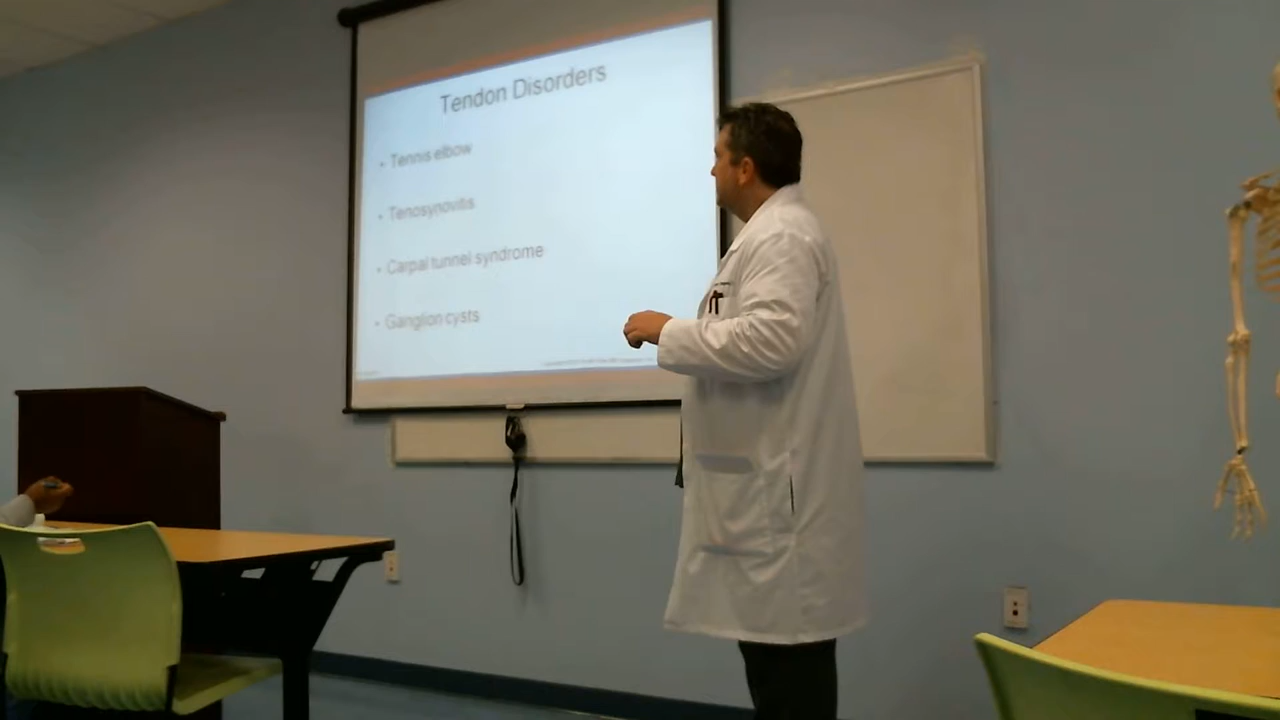 Tendon Disorders
• Tennis elbow
• Tenosynovitis
• Carpal tunnel syndrome
• Ganglion cysts